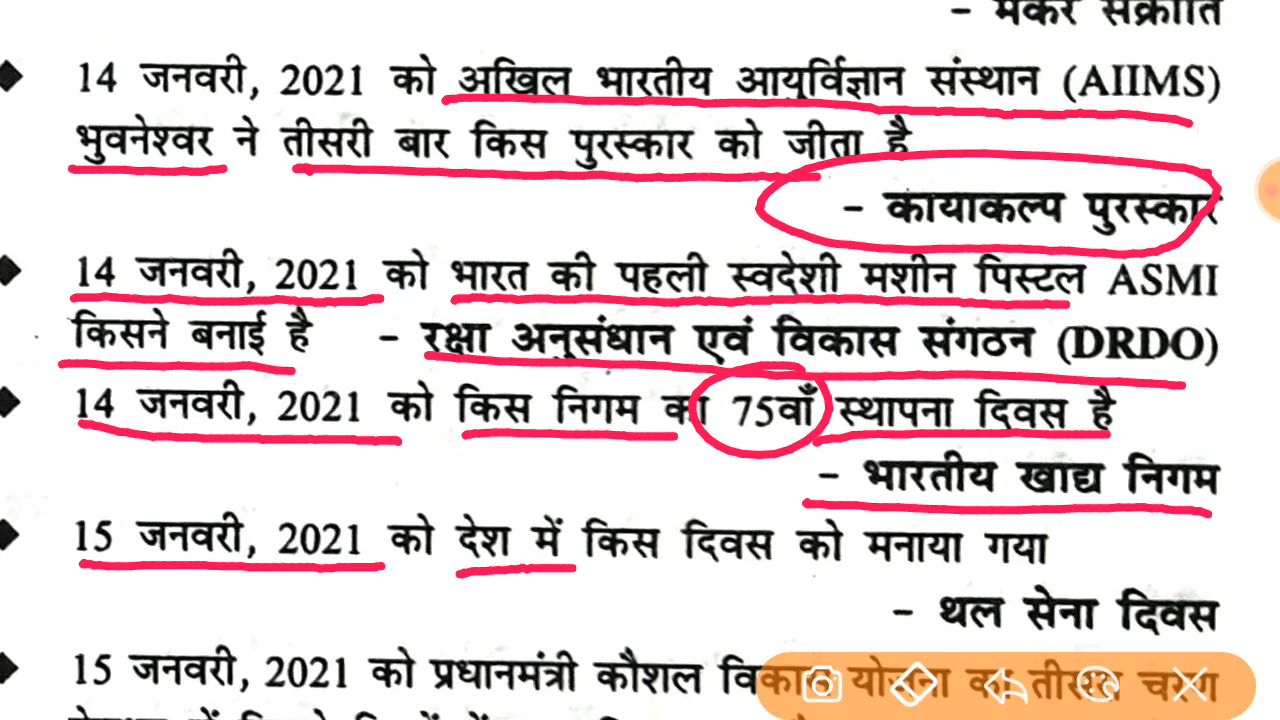 - मकर संक्रांति
14 जनवरी, 2021 को अखिल भारतीय आयुर्विज्ञान संस्थान (AIIMS)
भुवनेश्वर ने तीसरी बार किस पुरस्कार को जीता है
- कायाकल्प पुरस्कार
14 जनवरी, 2021 को भारत की पहली स्वदेशी मशीन पिस्टल ASMI
किसने बनाई है - रक्षा अनुसंधान एवं विकास संगठन (DRDO)
14 जनवरी, 2021 को किस निगम का 75वाँ स्थापना दिवस है
- भारतीय खाद्य निगम
15 जनवरी, 2021 को देश में किस दिवस को मनाया गया
- थल सेना दिवस
15 जनवरी, 2021 को प्रधानमंत्री कौशल विकास योजना का तीसरा चरण